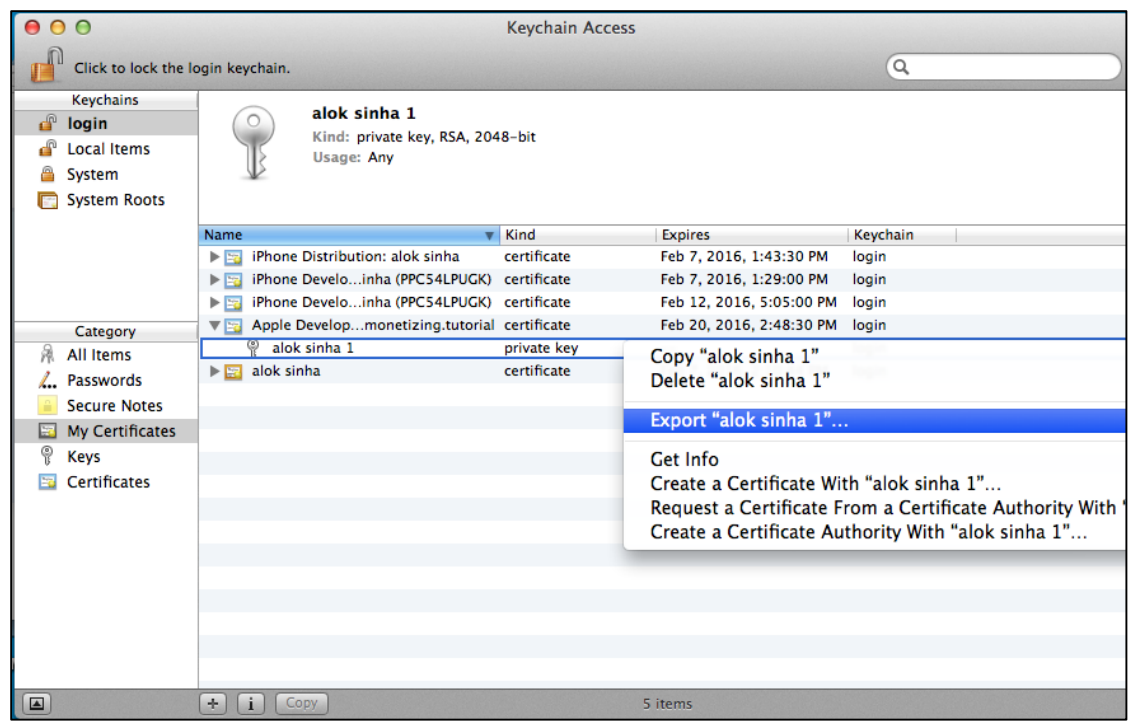 Keychain Access
Click to lock the login keychain.
Keychains
login
Local Items
System
System Roots
alok sinha 1
Kind: private key, RSA, 2048-bit
Usage: Any
Name Kind Expires Keychain
iPhone Distribution: alok sinha certificate Feb 7, 2016, 1:43:30 PM login
iPhone Develo...inha (PPC54LPUGK) certificate Feb 7, 2016, 1:29:00 PM login
iPhone Develo...inha (PPC54LPUGK) certificate Feb 12, 2016, 5:05:00 PM login
Apple Develop...monetizing.tutorial certificate Feb 20, 2016, 2:48:30 PM login
alok sinha 1 private key
alok sinha certificate
Category
All Items
Passwords
Secure Notes
My Certificates
Keys
Certificates
Copy “alok sinha 1”
Delete “alok sinha 1”
Export “alok sinha 1”...
Get Info
Create a Certificate With “alok sinha 1”...
Request a Certificate From a Certificate Authority With “
Create a Certificate Authority With “alok sinha 1”...
Copy
5 items